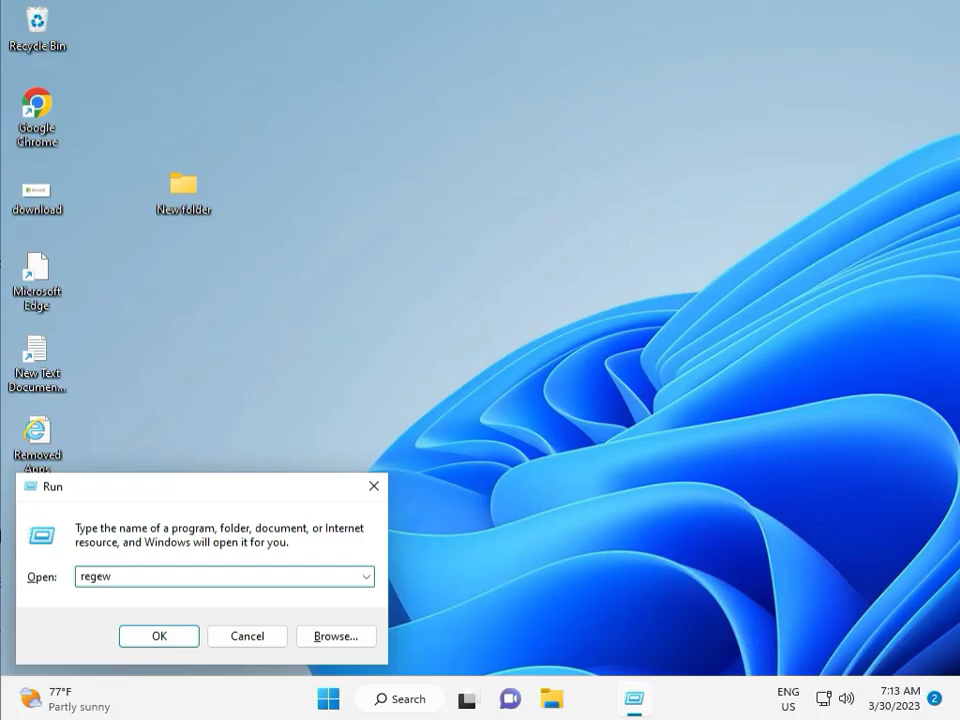 Recycle Bin
Google
Chrome
download
New folder
Microsoft
Edge
New Text
Documen...
Removed
Apps
Run
Type the name of a program, folder, document, or Internet
resource, and Windows will open it for you.
Open:
regew
OK
Cancel
Browse...
77°F
Partly sunny
Search
ENG
US
7:13 AM
3/30/2023
2